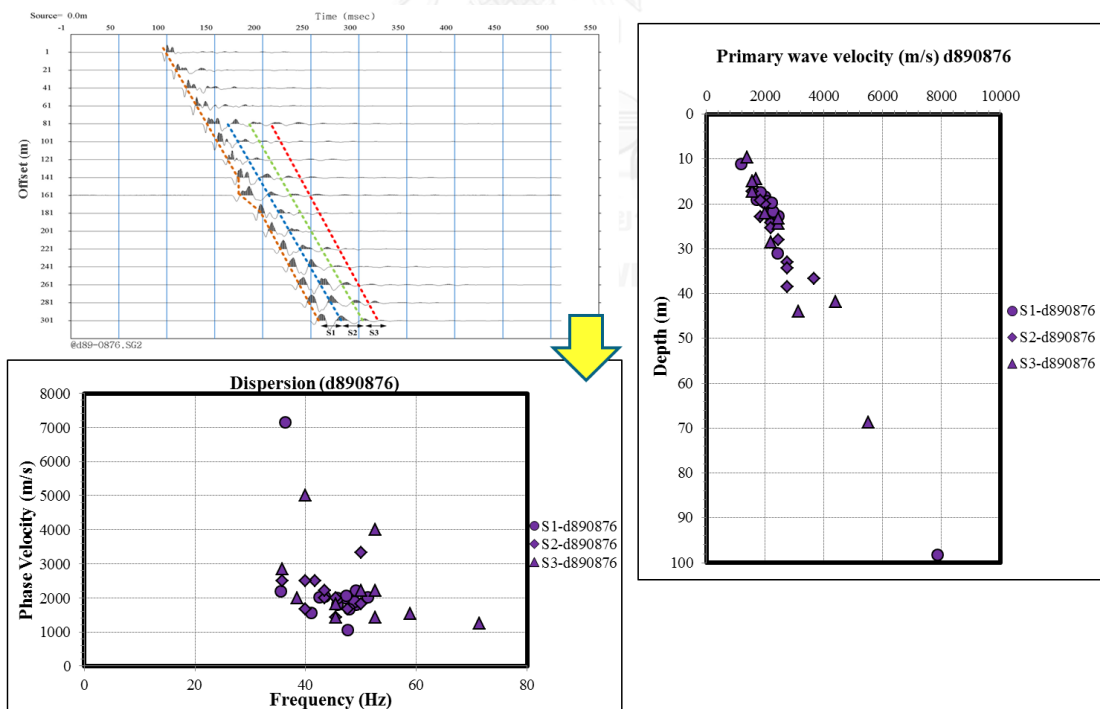 Source= 0.0m
Time (msec)
-1 50 100 150 200 250 300 350 400 450 500 550
Offset (m)
1
21
41
61
81
101
121
141
161
181
201
221
241
261
281
301
S1 S2 S3
@d89-0876.SG2
Primary wave velocity (m/s) d890876
0 2000 4000 6000 8000 10000
Depth (m)
0
10
20
30
40
50
60
70
80
90
100
S1-d890876
S2-d890876
S3-d890876
Dispersion (d890876)
Phase Velocity (m/s)
8000
7000
6000
5000
4000
3000
2000
1000
0
0 20 40 60 80
Frequency (Hz)
S1-d890876
S2-d890876
S3-d890876